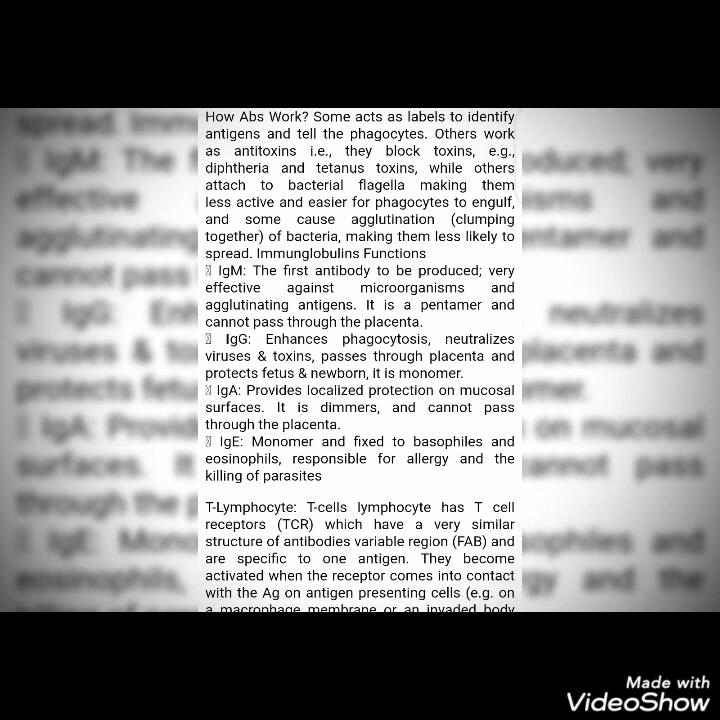 How Abs Work? Some acts as labels to identify
antigens and tell the phagocytes. Others work
as antitoxins i.e., they block toxins, e.g.,
diphtheria and tetanus toxins, while others
attach to bacterial flagella making them
less active and easier for phagocytes to engulf,
and some cause agglutination (clumping
together) of bacteria, making them less likely to
spread. Immunglobulins Functions
IgM: The first antibody to be produced; very
effective against microorganisms and
agglutinating antigens. It is a pentamer and
cannot pass through the placenta.
IgG: Enhances phagocytosis, neutralizes
viruses & toxins, passes through placenta and
protects fetus & newborn, it is monomer.
IgA: Provides localized protection on mucosal
surfaces. It is dimmers, and cannot pass
through the placenta.
IgE: Monomer and fixed to basophiles and
eosinophils, responsible for allergy and the
killing of parasites
T-Lymphocyte: T-cells lymphocyte has T cell
receptors (TCR) which have a very similar
structure of antibodies variable region (FAB) and
are specific to one antigen. They become
activated when the receptor comes into contact
with the Ag on antigen presenting cells (e.g. on
a macrophage membrane or an invaded body
Made with
VideoShow